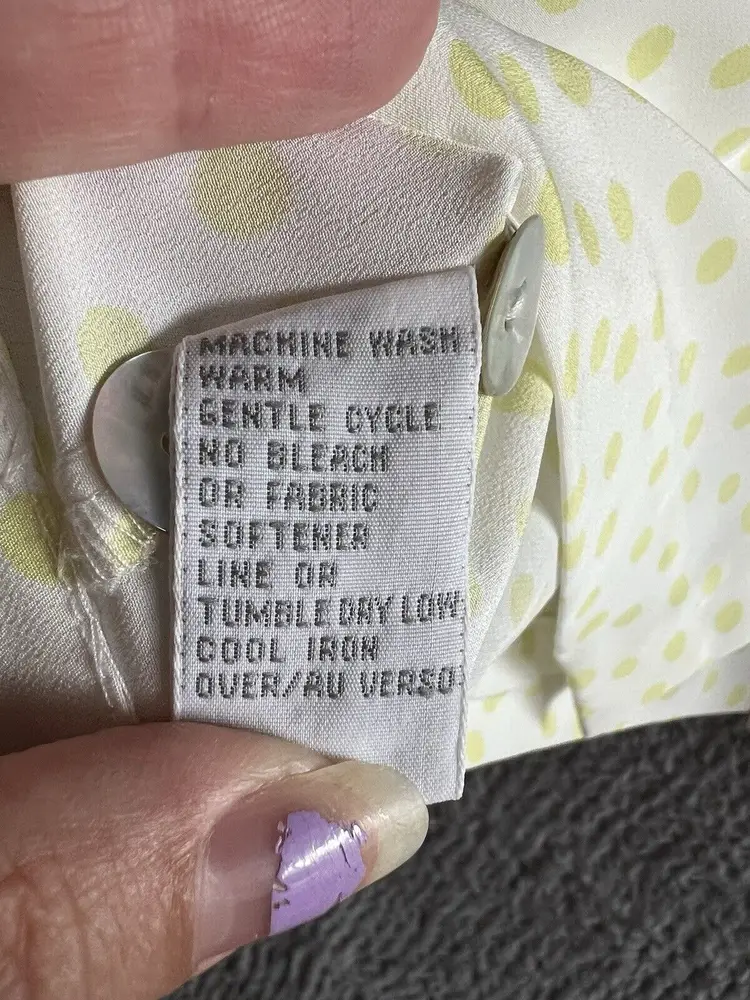 MACHINE WASH
WARM
GENTLE CYCLE
NO BLEACH
OR FABRIC
SOFTENER
LINE OR
TUMBLE DRY LOW
COOL IRON
OVER/AU VERSO